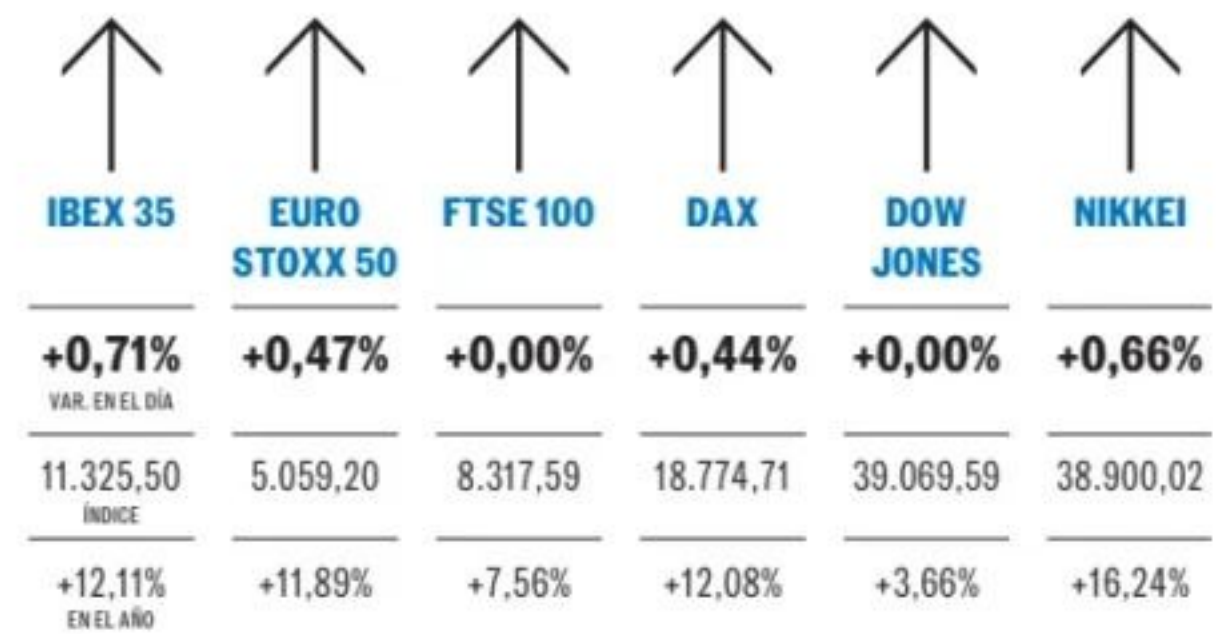 IBEX 35
EURO
STOXX 50
FTSE 100
DAX
DOW
JONES
NIKKEI
+0,71% +0,47% +0,00% +0,44% +0,00% +0,66%
VAR. EN EL DÍA
11.325,50 5.059,20 8.317,59 18.774,71 39.069,59 38.900,02
ÍNDICE
+12,11% +11,89% +7,56% +12,08% +3,66% +16,24%
EN EL AÑO